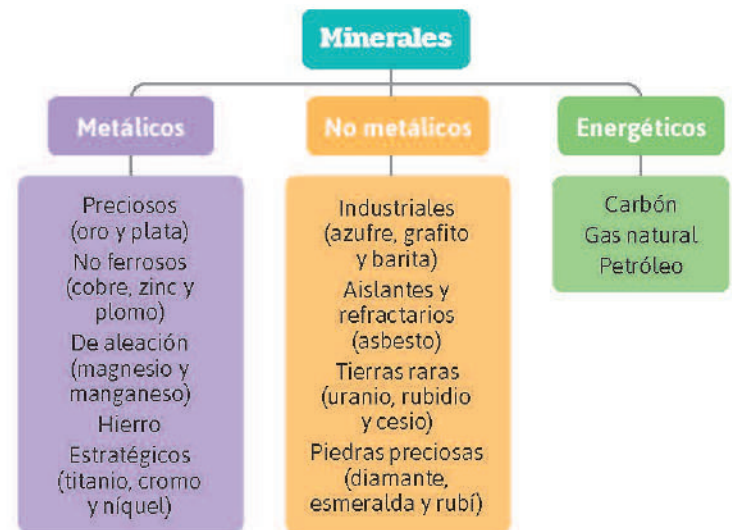 Minerales
Metálicos
Preciosos
(oro y plata)
No ferrosos
(cobre, zinc y
plomo)
De aleación
(magnesio y
manganeso)
Hierro
Estratégicos
(titanio, cromo
y níquel)
No metálicos
Industriales
(azufre, grafito
y barita)
Aislantes y
refractarios
(asbesto)
Tierras raras
(uranio, rubidio
y cesio)
Piedras preciosas
(diamante,
esmeralda y rubí)
Energéticos
Carbón
Gas natural
Petróleo